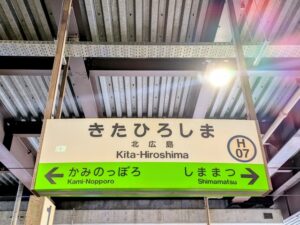 きたひろしま
北広島
Kita-Hiroshima
H
07
かみのっぽろ
Kami-Nopporo
しままつ
Shimamatsu